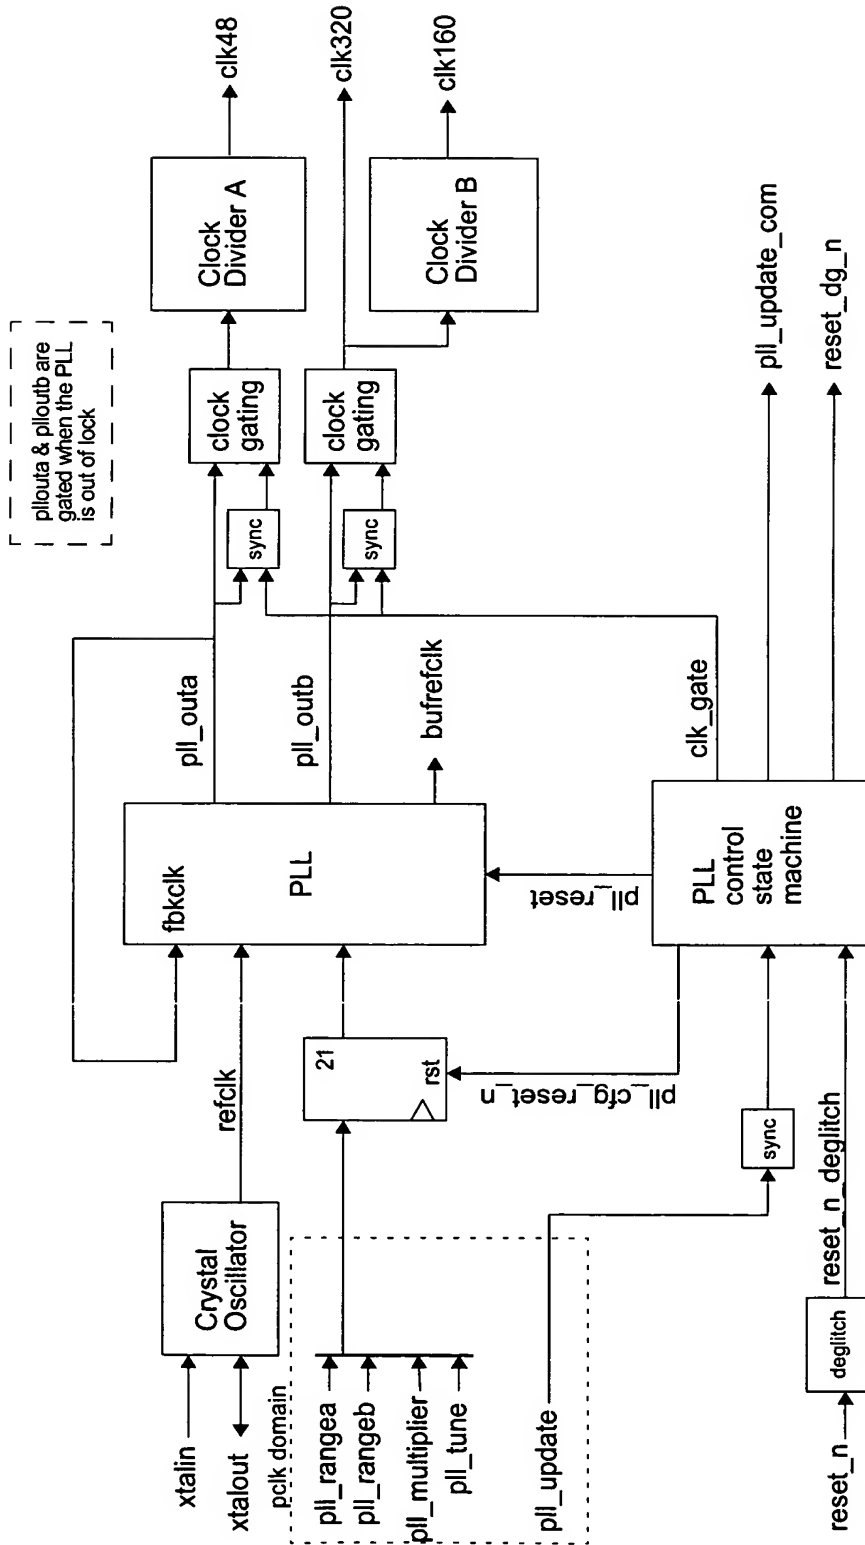 pllouta & plloutb are
gated when the PLL
is out of lock
xtalin
xtalout
Crystal
Oscillator
refclk
fbkclk
PLL
pll_outa
pll_outb
bufrefclk
sync
clock
gating
Clock
Divider A
clk48
sync
clock
gating
clk320
Clock
Divider B
clk160
pclk domain
pll_rangea
pll_rangeb
pll_multiplier
pll_tune
21
rst
pll_cfg_reset_n
pll_reset
pll_update
sync
PLL
control
state
machine
clk_gate
pll_update_com
reset_dg_n
reset_n
deglitch
reset_n_deglitch